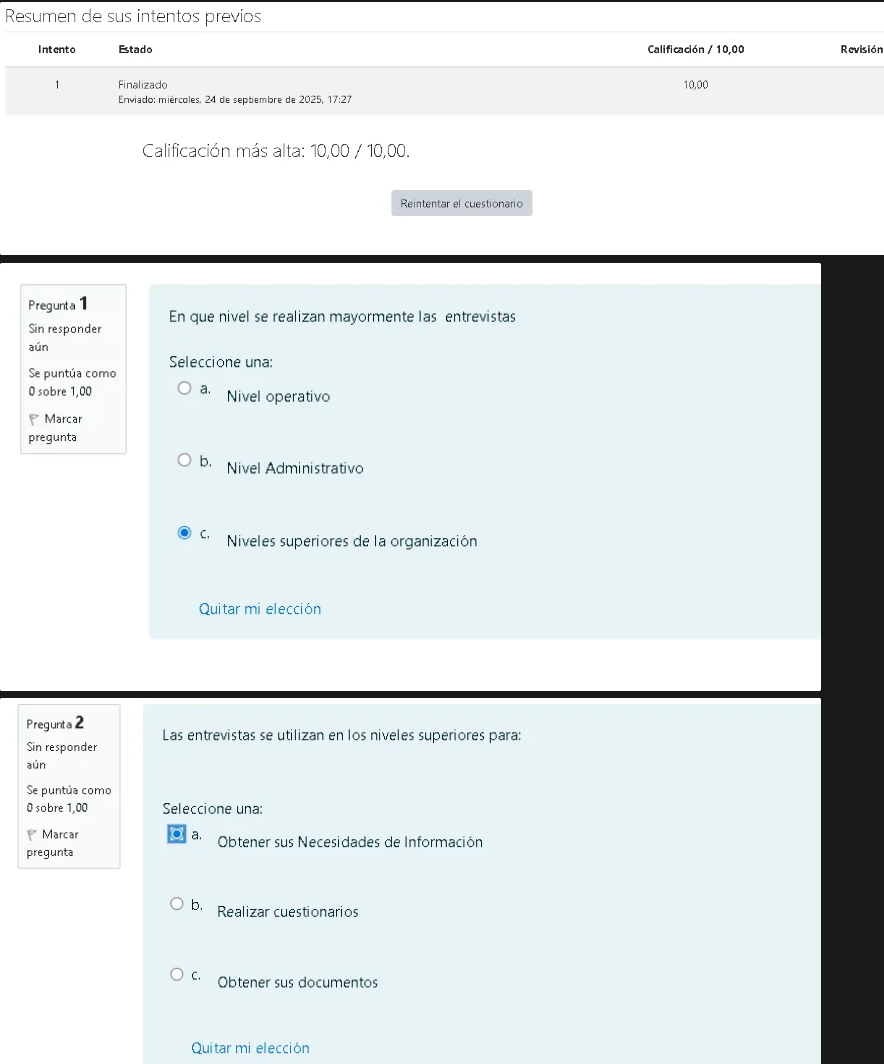 Resumen de sus intentos previos
Intento Estado Calificación / 10,00 Revisión
1 Finalizado 10,00
Enviado: miércoles, 24 de septiembre de 2025, 17:27
Calificación más alta: 10,00 / 10,00.
Reintentar el cuestionario
Pregunta 1
Sin responder
aún
Se puntúa como
0 sobre 1,00
Marcar
pregunta
En que nivel se realizan mayormente las entrevistas
Seleccione una:
a. Nivel operativo
b. Nivel Administrativo
c. Niveles superiores de la organización
Quitar mi elección
Pregunta 2
Sin responder
aún
Se puntúa como
0 sobre 1,00
Marcar
pregunta
Las entrevistas se utilizan en los niveles superiores para:
Seleccione una:
a. Obtener sus Necesidades de Información
b. Realizar cuestionarios
c. Obtener sus documentos
Quitar mi elección